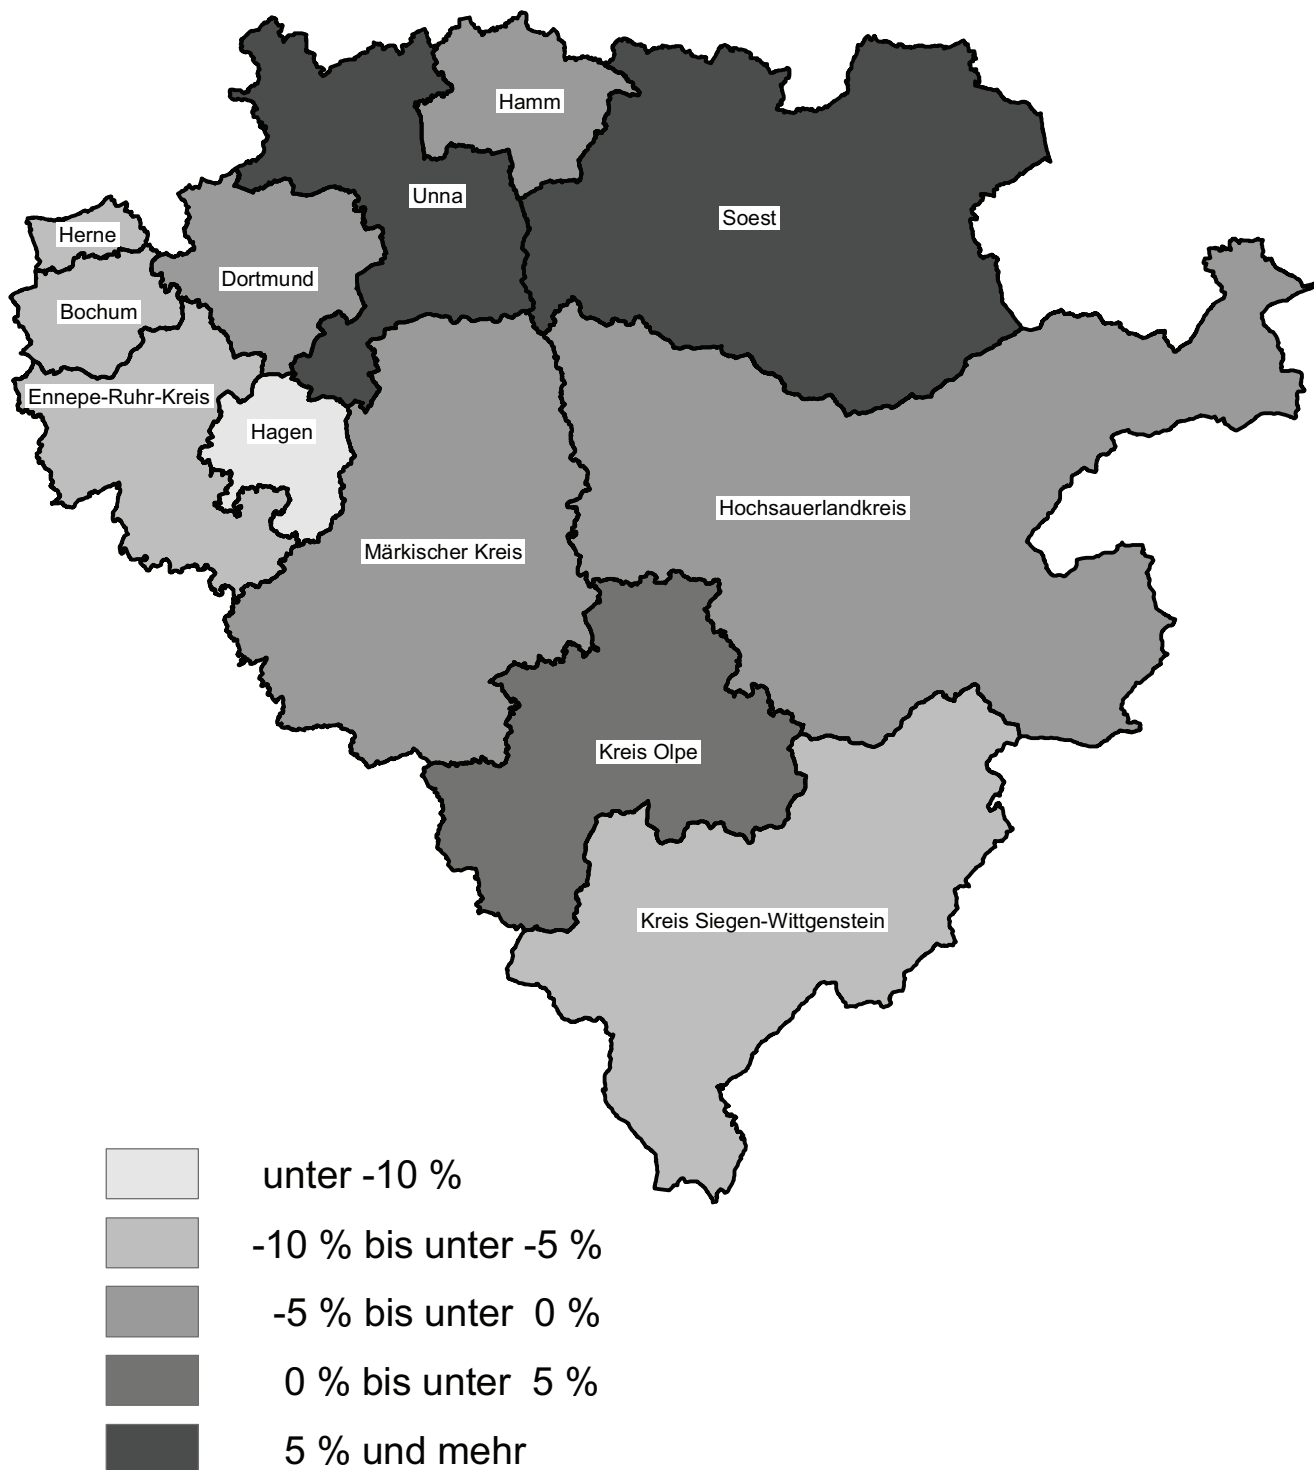 Hamm
Unna
Soest
Herne
Dortmund
Bochum
Ennepe-Ruhr-Kreis
Hagen
Hochsauerlandkreis
Märkischer Kreis
Kreis Olpe
Kreis Siegen-Wittgenstein
unter -10 %
-10 % bis unter -5 %
-5 % bis unter 0 %
0 % bis unter 5 %
5 % und mehr